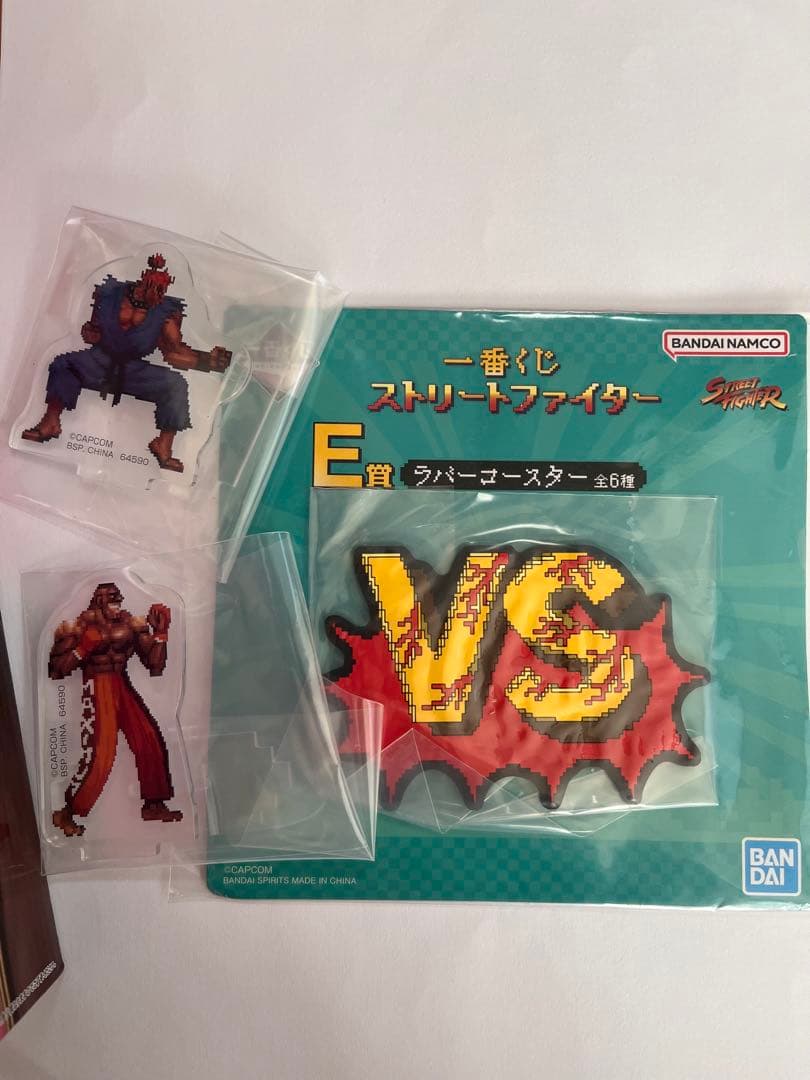 ©CAPCOM
BSP, CHINA 64590
©CAPCOM
BSP, CHINA 64590
BANDAI NAMCO
一番くじ
ストリートファイター
STREET FIGHTER
E賞 ラバーコースター 全6種
VS
©CAPCOM
BANDAI SPIRITS MADE IN CHINA
BAN
DAI